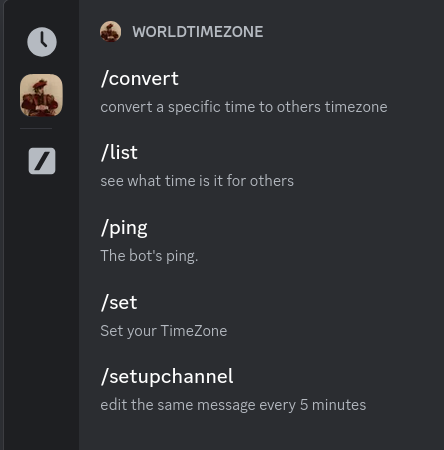 WORLDTIMEZONE
/convert
convert a specific time to others timezone
/list
see what time is it for others
/ping
The bot's ping.
/set
Set your TimeZone
/setupchannel
edit the same message every 5 minutes